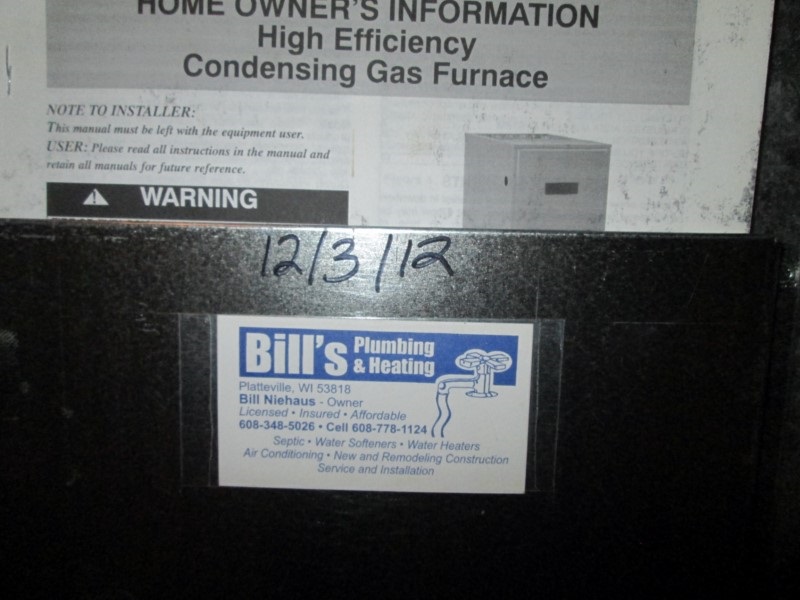 HOME OWNER'S INFORMATION
High Efficiency
Condensing Gas Furnace
NOTE TO INSTALLER:
This manual must be left with the equipment user.
USER: Please read all instructions in the manual and
retain all manuals for future reference.
WARNING
12/3/12
Bill's Plumbing
& Heating
Platteville, WI 53818
Bill Niehaus - Owner
Licensed • Insured • Affordable
608-348-5026 • Cell 608-778-1124
Septic • Water Softeners • Water Heaters
Air Conditioning • New and Remodeling Construction
Service and Installation